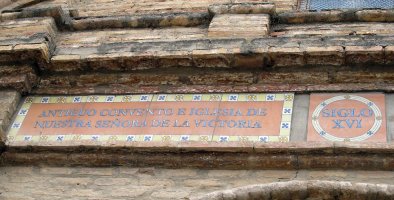 ANTIGUO CONVENTO E IGLESIA DE
NUESTRA SEÑORA DE LA VICTORIA
SIGLO
XVI